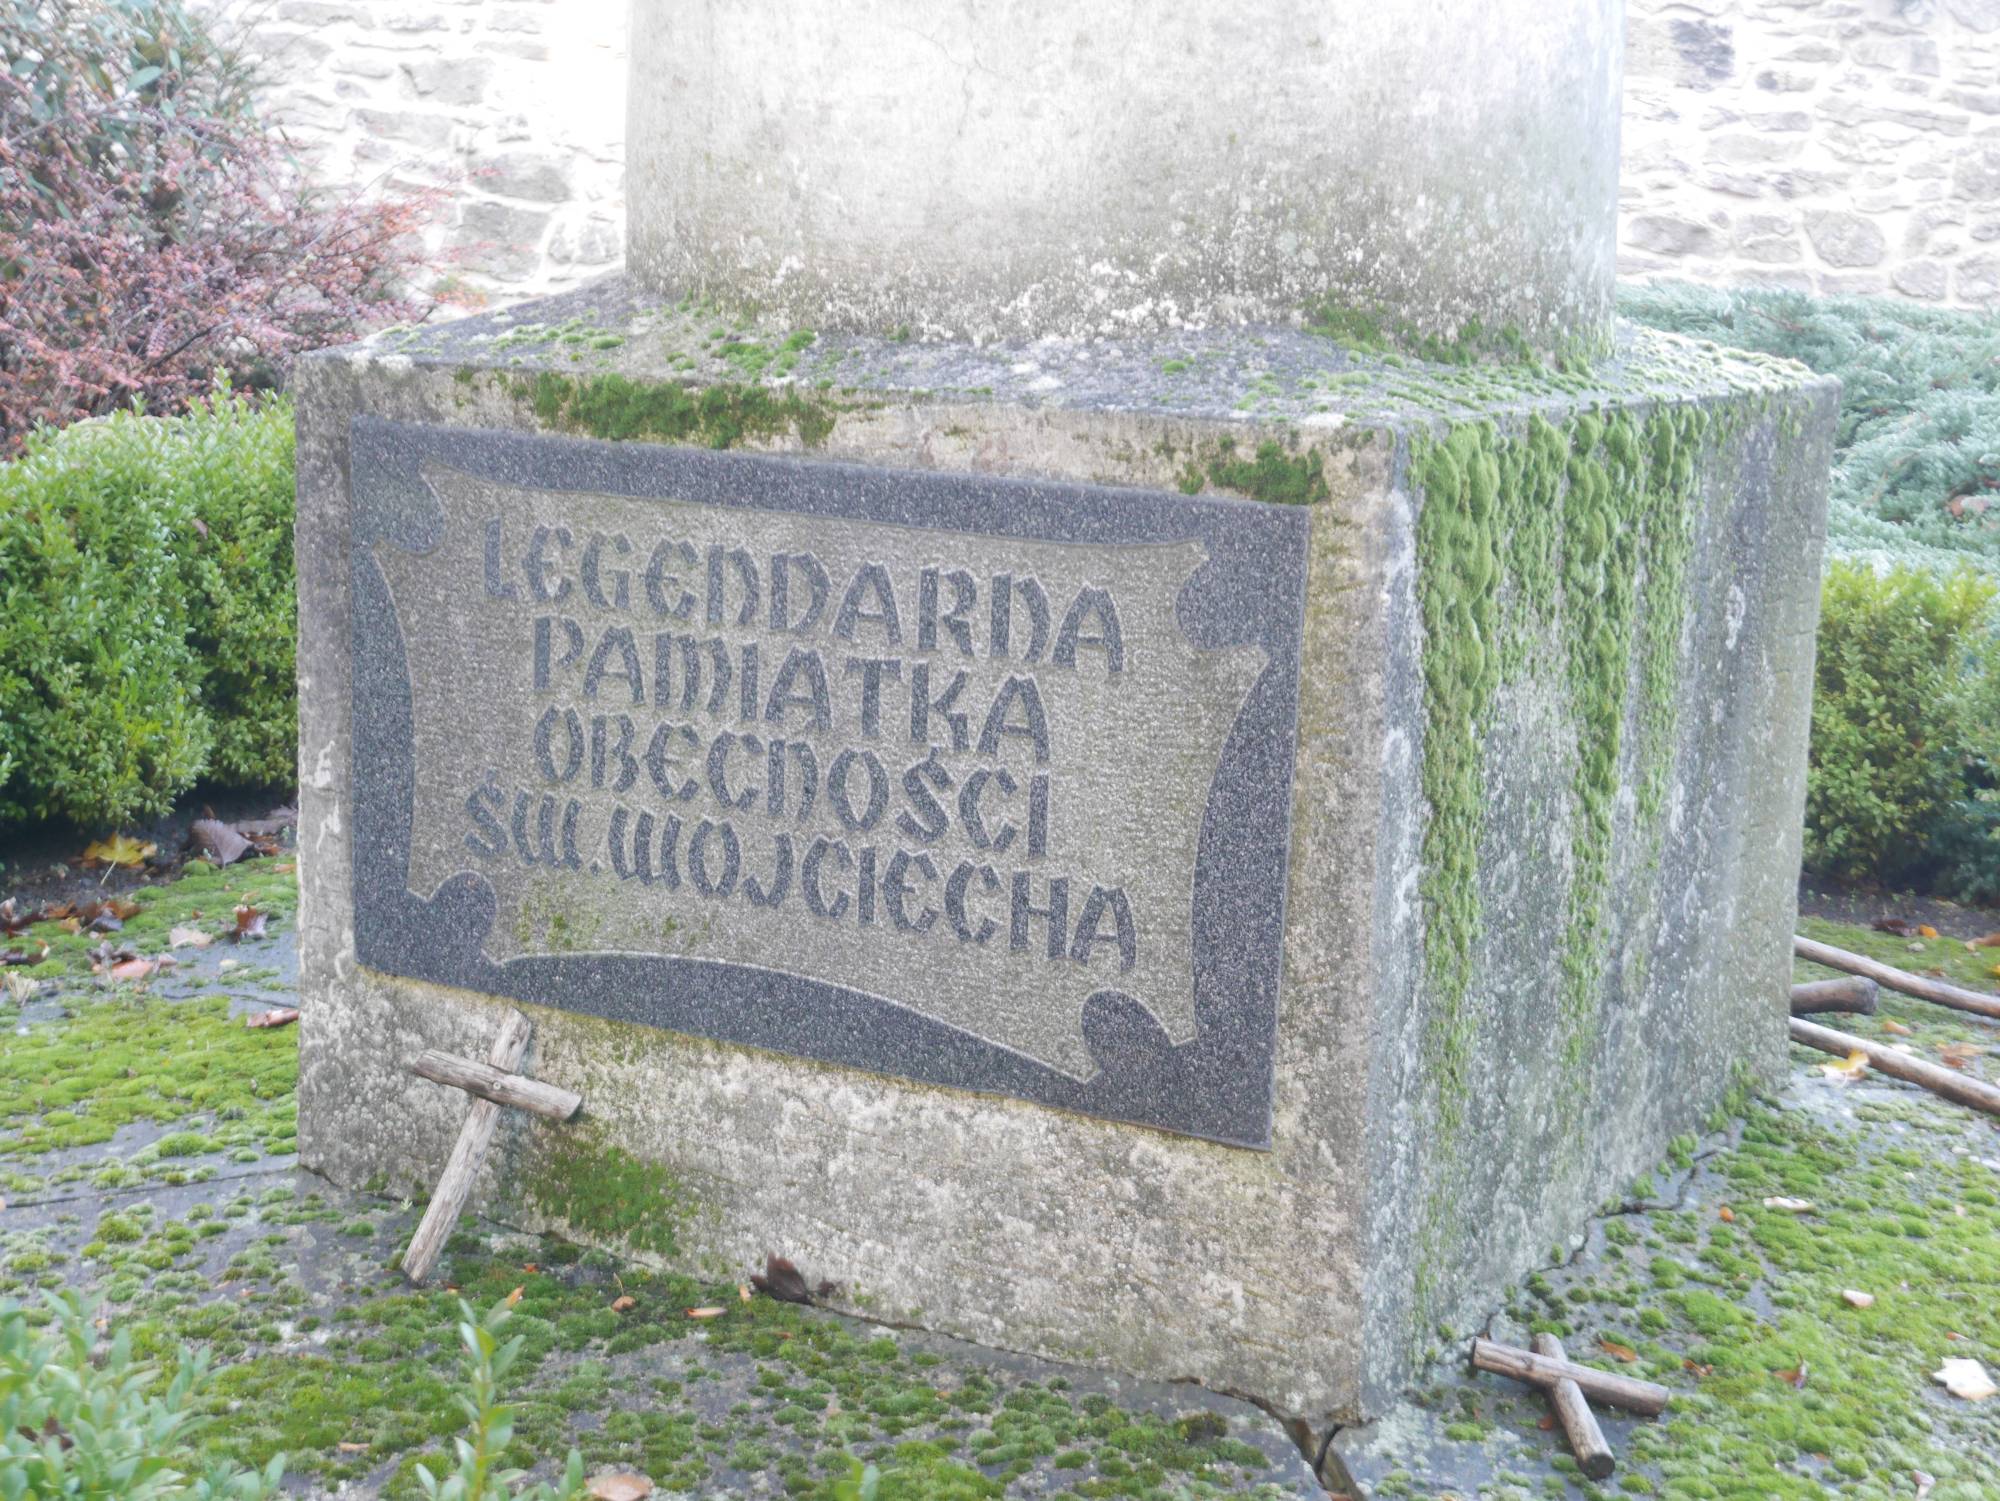 LEGENDARNA
PAMIATKA
OBECNOŚCI
ŚW. WOJCIECHA